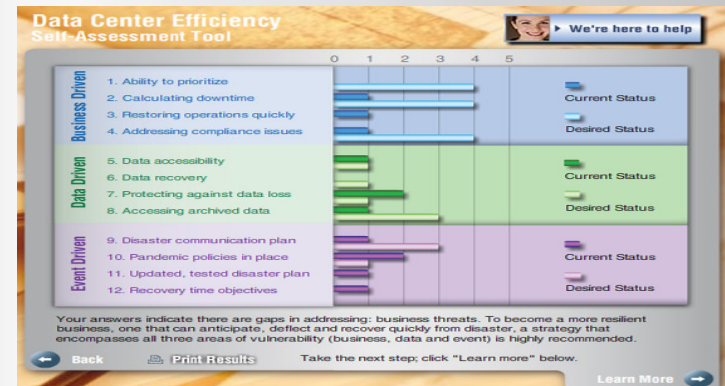 Data Center Efficiency
Self-Assessment Tool
We're here to help
0 1 2 3 4 5
Business Driven
1. Ability to prioritize
2. Calculating downtime
3. Restoring operations quickly
4. Addressing compliance issues
Current Status
Desired Status
Data Driven
5. Data accessibility
6. Data recovery
7. Protecting against data loss
8. Accessing archived data
Current Status
Desired Status
Event Driven
9. Disaster communication plan
10. Pandemic policies in place
11. Updated, tested disaster plan
12. Recovery time objectives
Current Status
Desired Status
Your answers indicate there are gaps in addressing: business threats. To become a more resilient
business, one that can anticipate, deflect and recover quickly from disaster, a strategy that
encompasses all three areas of vulnerability (business, data and event) is highly recommended.
Back
Print Results
Take the next step; click "Learn more" below.
Learn More